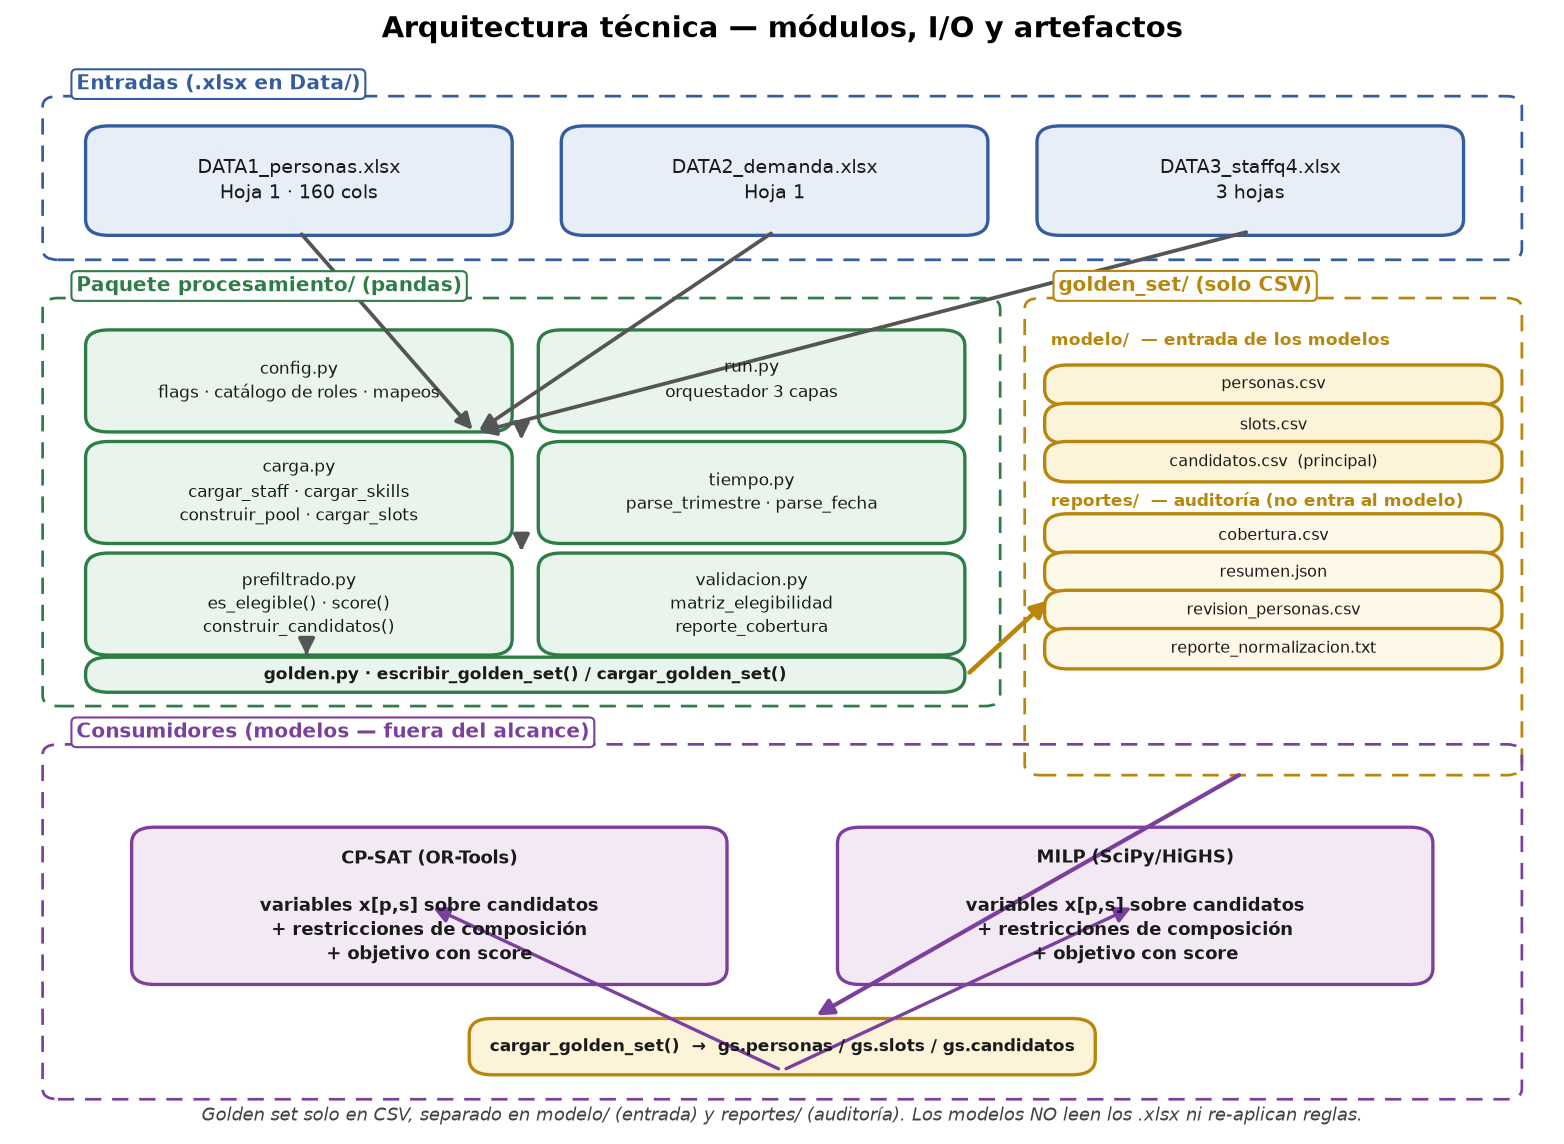 Arquitectura técnica — módulos, I/O y artefactos
Entradas (.xlsx en Data/)
DATA1_personas.xlsx
Hoja 1 · 160 cols
DATA2_demanda.xlsx
Hoja 1
DATA3_staffq4.xlsx
3 hojas
Paquete procesamiento/ (pandas)
config.py
flags · catálogo de roles · mapeos
run.py
orquestador 3 capas
carga.py
cargar_staff · cargar_skills
construir_pool · cargar_slots
tiempo.py
parse_trimestre · parse_fecha
prefiltrado.py
es_elegible() · score()
construir_candidatos()
validacion.py
matriz_elegibilidad
reporte_cobertura
golden.py · escribir_golden_set() / cargar_golden_set()
golden_set/ (solo CSV)
modelo/ — entrada de los modelos
personas.csv
slots.csv
candidatos.csv (principal)
reportes/ — auditoría (no entra al modelo)
cobertura.csv
resumen.json
revision_personas.csv
reporte_normalizacion.txt
Consumidores (modelos — fuera del alcance)
CP-SAT (OR-Tools)
variables x[p,s] sobre candidatos
+ restricciones de composición
+ objetivo con score
MILP (SciPy/HiGHS)
variables x[p,s] sobre candidatos
+ restricciones de composición
+ objetivo con score
cargar_golden_set() → gs.personas / gs.slots / gs.candidatos
Golden set solo en CSV, separado en modelo/ (entrada) y reportes/ (auditoría). Los modelos NO leen los .xlsx ni re-aplican reglas.